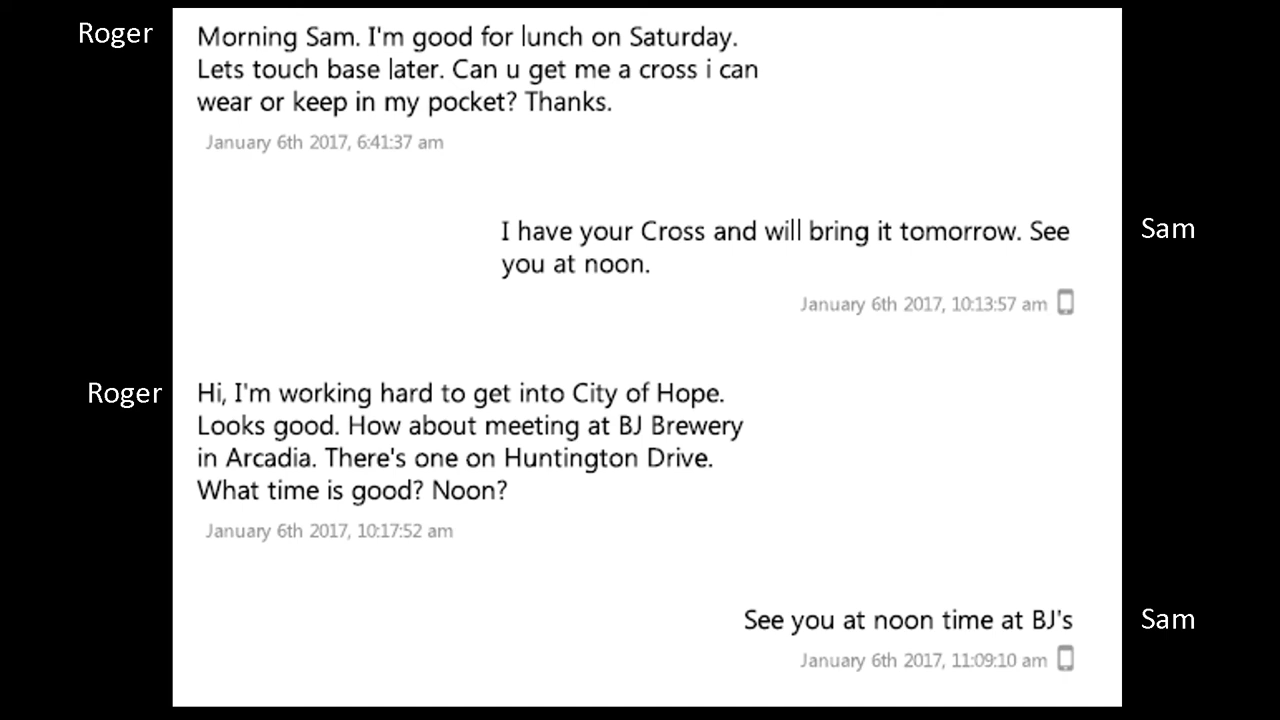 Roger
Morning Sam. I'm good for lunch on Saturday.
Lets touch base later. Can u get me a cross i can
wear or keep in my pocket? Thanks.
January 6th 2017, 6:41:37 am
I have your Cross and will bring it tomorrow. See
you at noon.
Sam
January 6th 2017, 10:13:57 am
Roger
Hi, I'm working hard to get into City of Hope.
Looks good. How about meeting at BJ Brewery
in Arcadia. There's one on Huntington Drive.
What time is good? Noon?
January 6th 2017, 10:17:52 am
See you at noon time at BJ's
Sam
January 6th 2017, 11:09:10 am